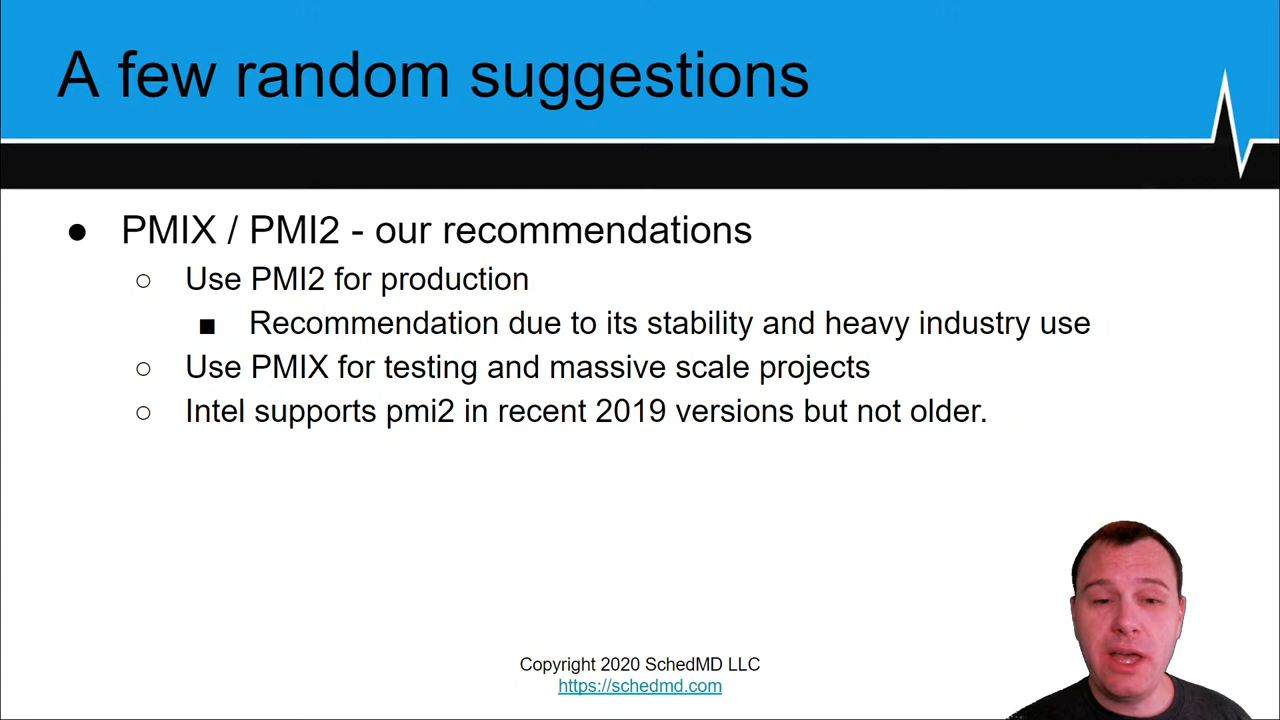 A few random suggestions
● PMIX / PMI2 - our recommendations
○ Use PMI2 for production
■ Recommendation due to its stability and heavy industry use
○ Use PMIX for testing and massive scale projects
○ Intel supports pmi2 in recent 2019 versions but not older.
Copyright 2020 SchedMD LLC
https://schedmd.com